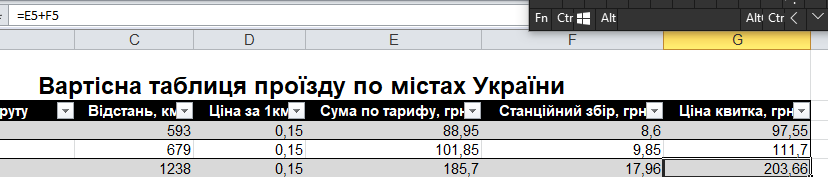 =E5+F5
Fn Ctr Alt Alt Ctr
C D E F G
Вартісна таблиця проїзду по містах України
руту Відстань, км Ціна за 1км Сума по тарифу, грн Станційний збір, грн Ціна квитка, грн
593 0,15 88,95 8,6 97,55
679 0,15 101,85 9,85 111,7
1238 0,15 185,7 17,96 203,66